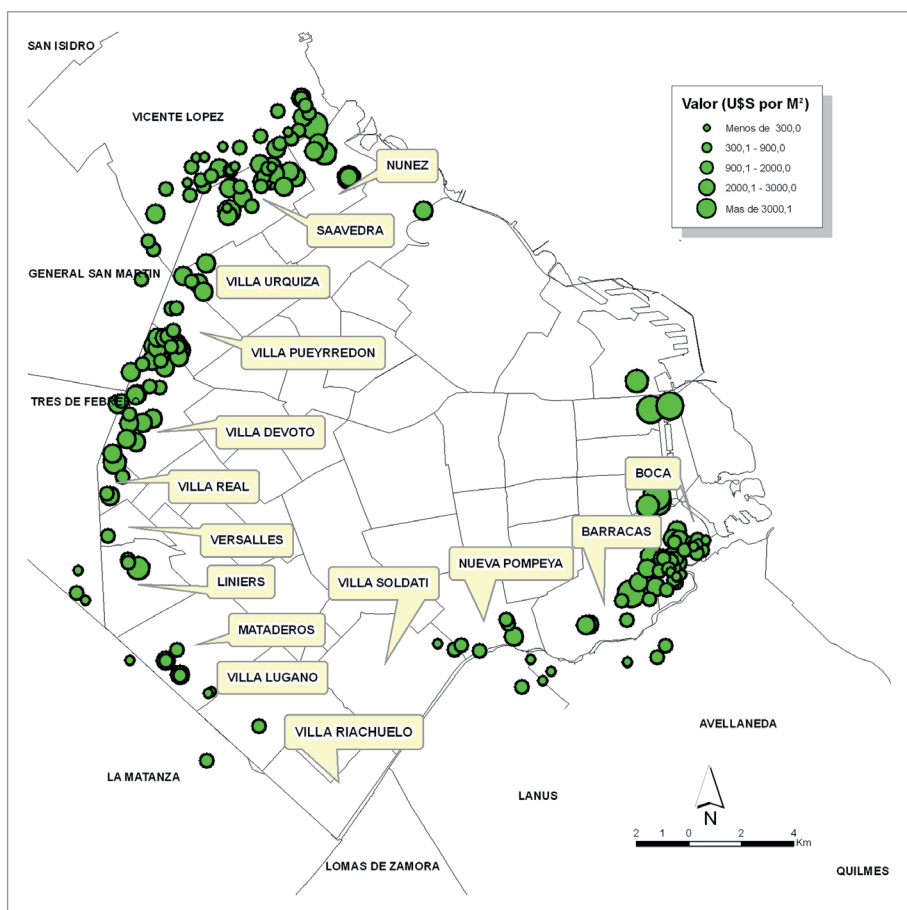 SAN ISIDRO
VICENTE LOPEZ
Valor (U$S por M²)
Menos de 300,0
300,1 - 900,0
900,1 - 2000,0
2000,1 - 3000,0
Mas de 3000,1
NUNEZ
SAAVEDRA
GENERAL SAN MARTIN
VILLA URQUIZA
VILLA PUEYRREDON
TRES DE FEBRERO
VILLA DEVOTO
BOCA
VILLA REAL
BARRACAS
VERSALLES
NUEVA POMPEYA
LINIERS
VILLA SOLDATI
MATADEROS
VILLA LUGANO
VILLA RIACHUELO
AVELLANEDA
LA MATANZA
LANUS
N
2 1 0 2 4
Km
LOMAS DE ZAMORA
QUILMES